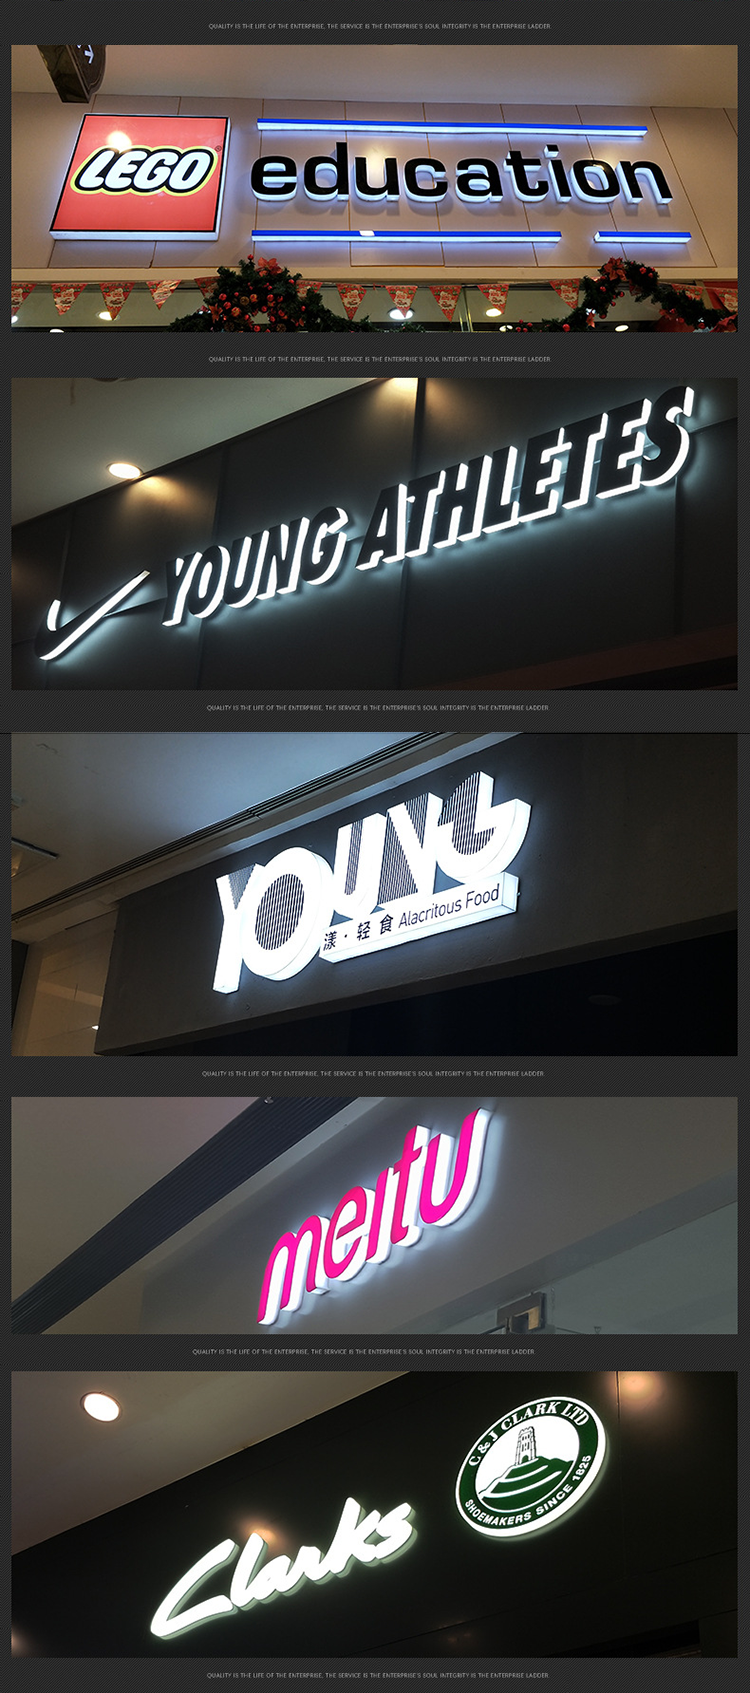 QUALITY IS THE LIFE OF THE ENTERPRISE, THE SERVICE IS THE ENTERPRISE'S SOUL INTEGRITY IS THE ENTERPRISE LADDER.
LEGO® education
QUALITY IS THE LIFE OF THE ENTERPRISE, THE SERVICE IS THE ENTERPRISE'S SOUL INTEGRITY IS THE ENTERPRISE LADDER.
YOUNG ATHLETES
QUALITY IS THE LIFE OF THE ENTERPRISE, THE SERVICE IS THE ENTERPRISE'S SOUL INTEGRITY IS THE ENTERPRISE LADDER.
YOUNG
漾·轻食 Alacritous Food
QUALITY IS THE LIFE OF THE ENTERPRISE, THE SERVICE IS THE ENTERPRISE'S SOUL INTEGRITY IS THE ENTERPRISE LADDER.
meitu
QUALITY IS THE LIFE OF THE ENTERPRISE, THE SERVICE IS THE ENTERPRISE'S SOUL INTEGRITY IS THE ENTERPRISE LADDER.
C & J CLARK LTD
SHOEMAKERS SINCE 1825
Clarks
QUALITY IS THE LIFE OF THE ENTERPRISE, THE SERVICE IS THE ENTERPRISE'S SOUL INTEGRITY IS THE ENTERPRISE LADDER.